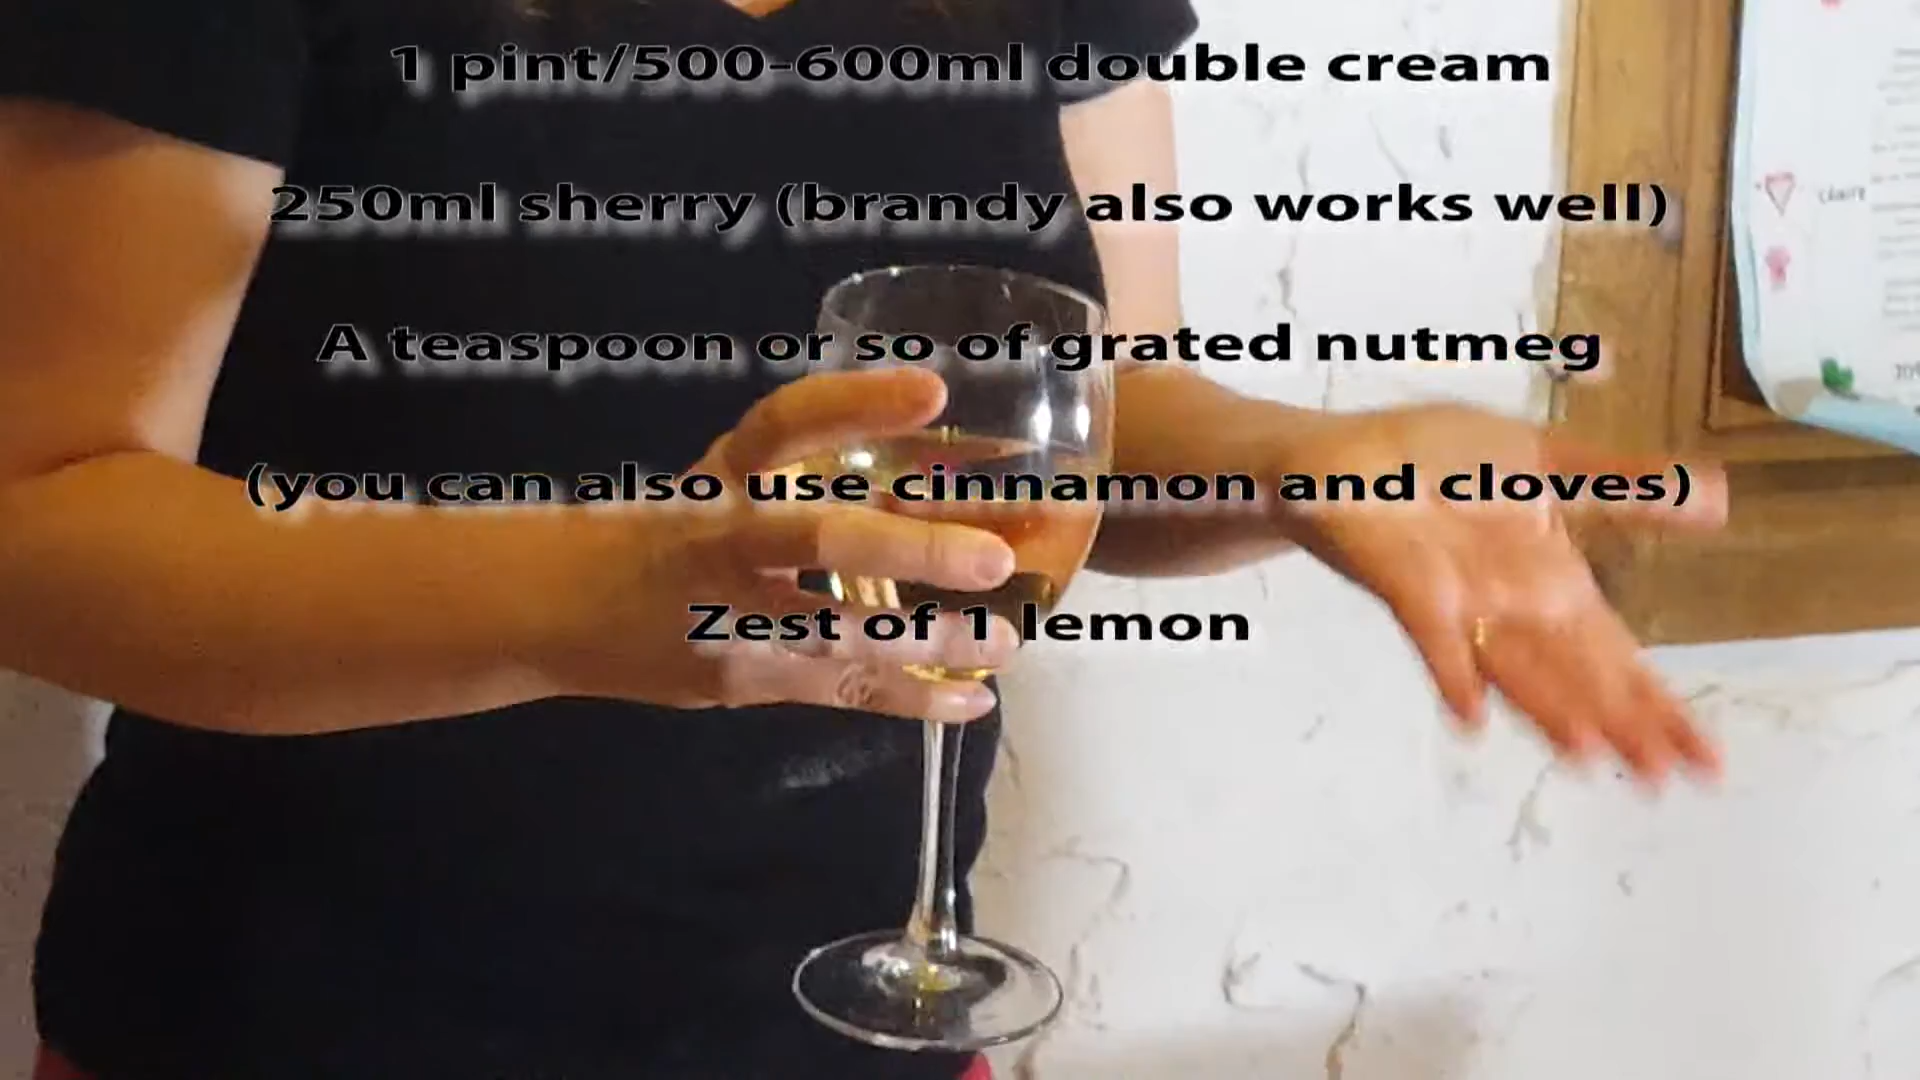 1 pint/500-600ml double cream
250ml sherry (brandy also works well)
A teaspoon or so of grated nutmeg
(you can also use cinnamon and cloves)
Zest of 1 lemon